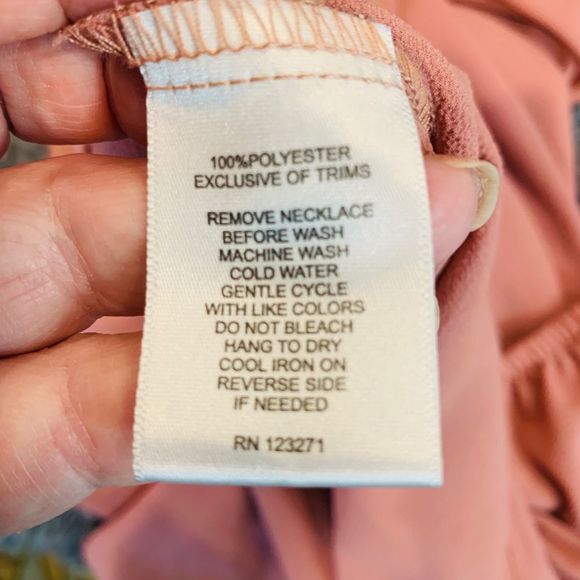 100%POLYESTER
EXCLUSIVE OF TRIMS
REMOVE NECKLACE
BEFORE WASH
MACHINE WASH
COLD WATER
GENTLE CYCLE
WITH LIKE COLORS
DO NOT BLEACH
HANG TO DRY
COOL IRON ON
REVERSE SIDE
IF NEEDED
RN 123271